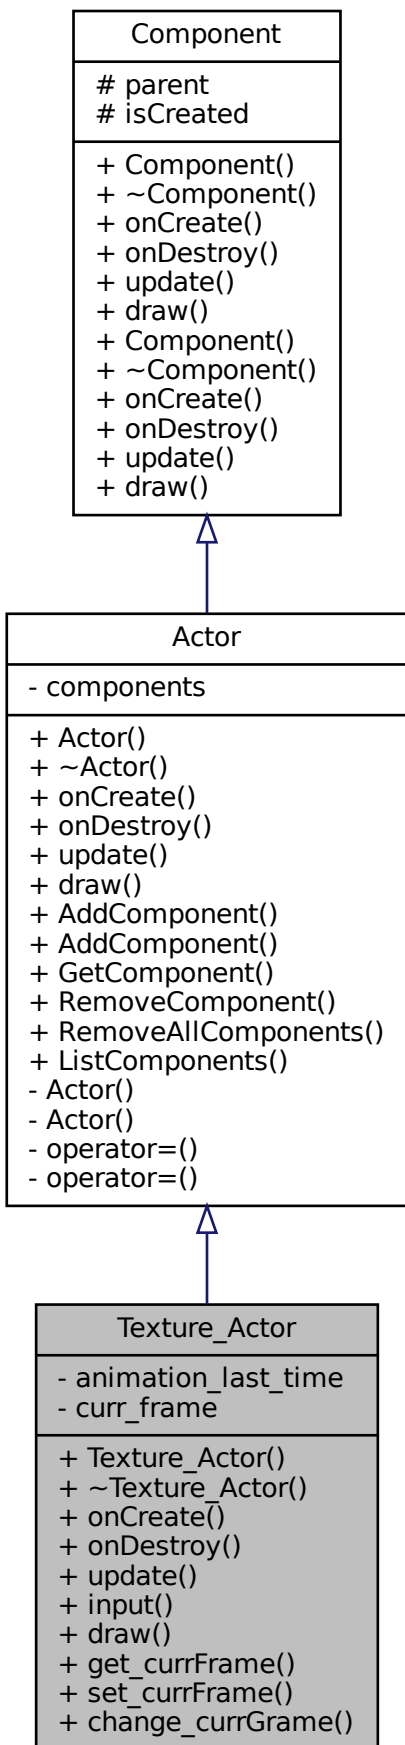 Component
# parent
# isCreated
+ Component()
+ ~Component()
+ onCreate()
+ onDestroy()
+ update()
+ draw()
+ Component()
+ ~Component()
+ onCreate()
+ onDestroy()
+ update()
+ draw()
Actor
- components
+ Actor()
+ ~Actor()
+ onCreate()
+ onDestroy()
+ update()
+ draw()
+ AddComponent()
+ AddComponent()
+ GetComponent()
+ RemoveComponent()
+ RemoveAllComponents()
+ ListComponents()
- Actor()
- Actor()
- operator=()
- operator=()
Texture_Actor
- animation_last_time
- curr_frame
+ Texture_Actor()
+ ~Texture_Actor()
+ onCreate()
+ onDestroy()
+ update()
+ input()
+ draw()
+ get_currFrame()
+ set_currFrame()
+ change_currGrame()